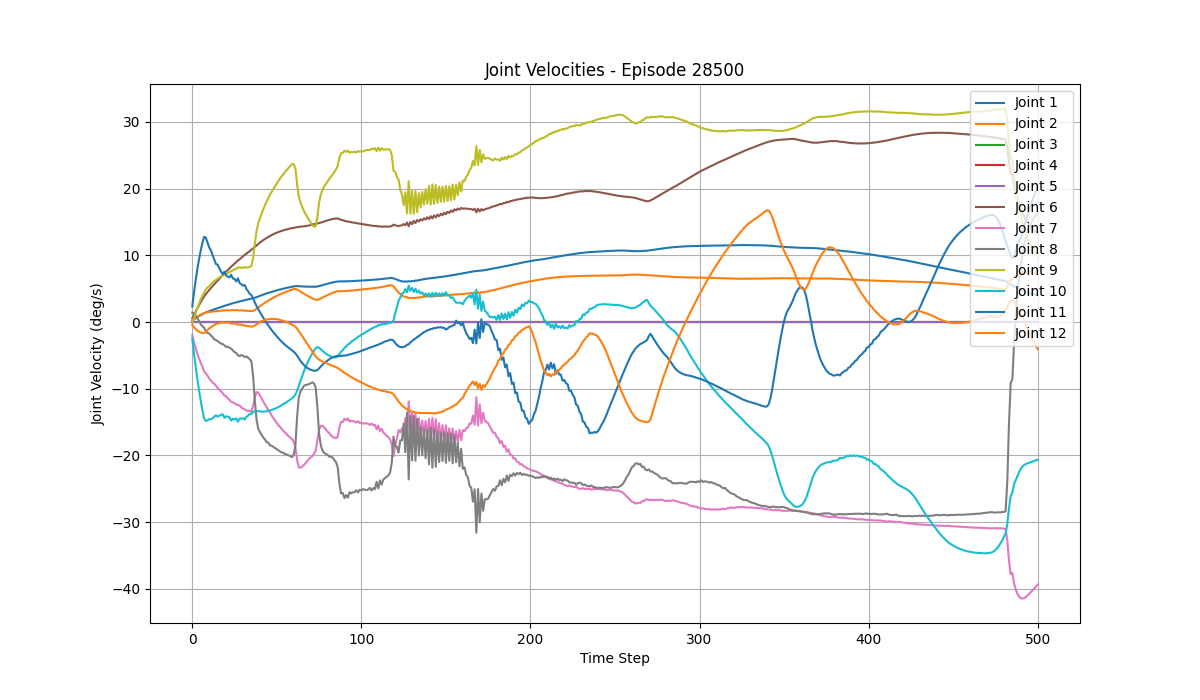 Joint Velocities - Episode 28500
Joint Velocity (deg/s)
30
20
10
0
−10
−20
−30
−40
0
100
200
300
400
500
Time Step
Joint 1
Joint 2
Joint 3
Joint 4
Joint 5
Joint 6
Joint 7
Joint 8
Joint 9
Joint 10
Joint 11
Joint 12